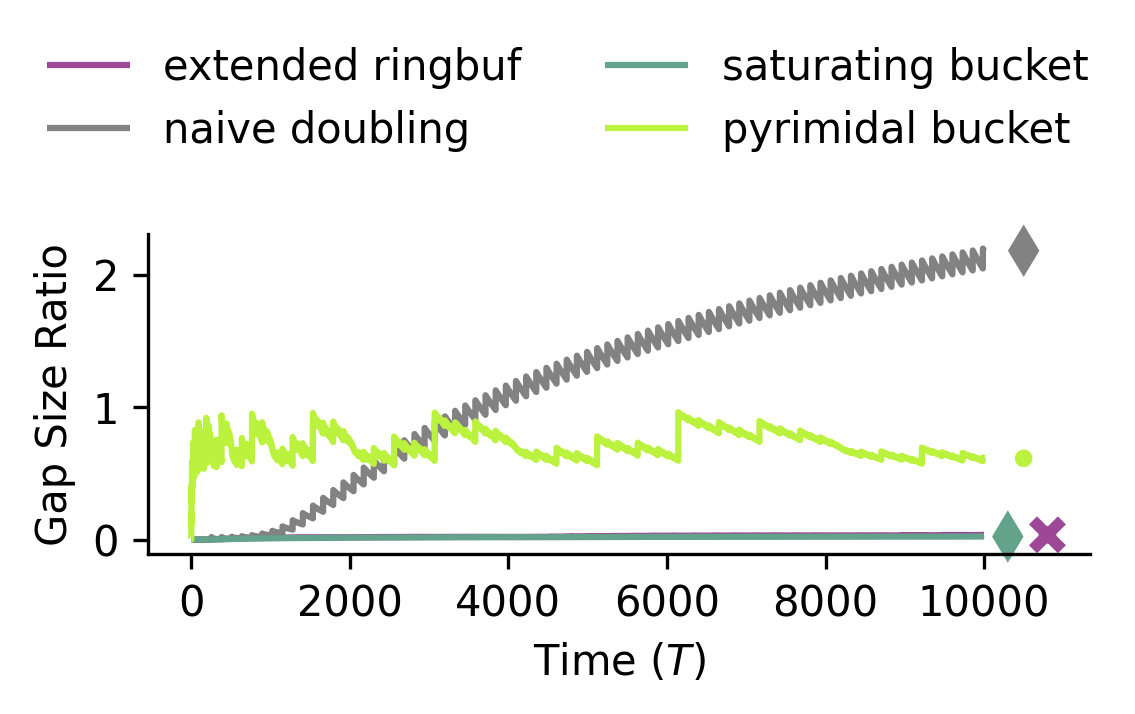 extended ringbuf
saturating bucket
naive doubling
pyrimidal bucket
Gap Size Ratio
2
1
0
0 2000 4000 6000 8000 10000
Time (T)